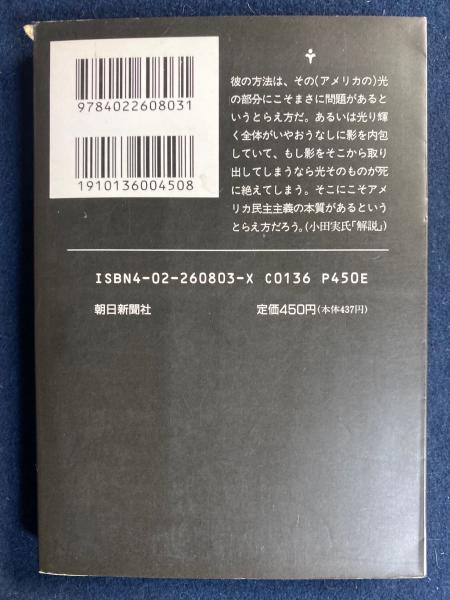 9784022608031
1910136004508
彼の方法は、その(アメリカの)光
の部分にこそまさに問題があると
いうとらえ方だ。あるいは光り輝
く全体がいやおうなしに影を内包
していて、もし影をそこから取り
出してしまうなら光そのものが死
に絶えてしまう。そこにこそアメ
リカ民主主義の本質があるという
とらえ方だろう。(小田実氏「解説」)
ISBN4-02-260803-X C0136 P450E
朝日新聞社
定価450円(本体437円)